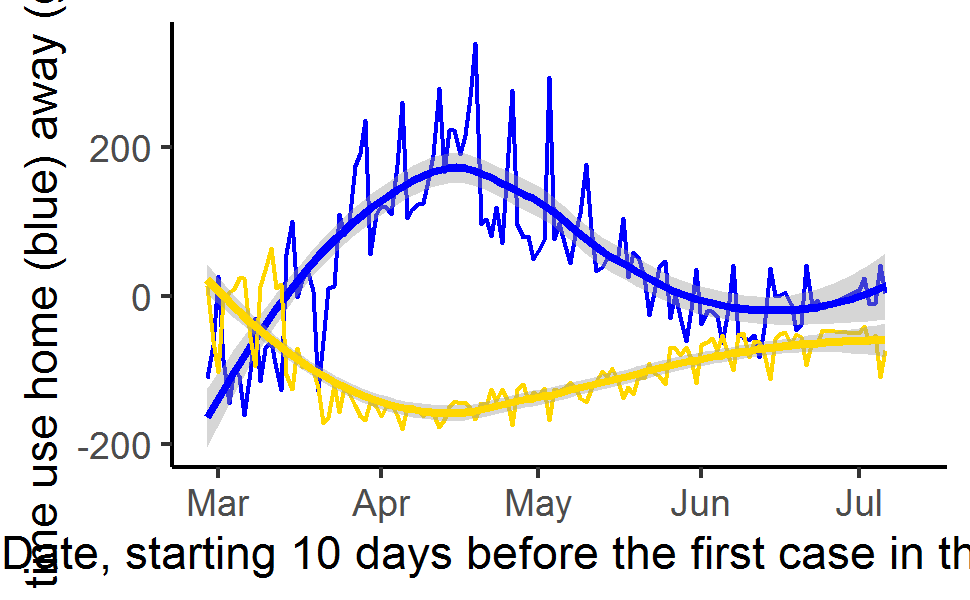 time use home (blue) away (
200
0
-200
Mar Apr May Jun Jul
Date, starting 10 days before the first case in th